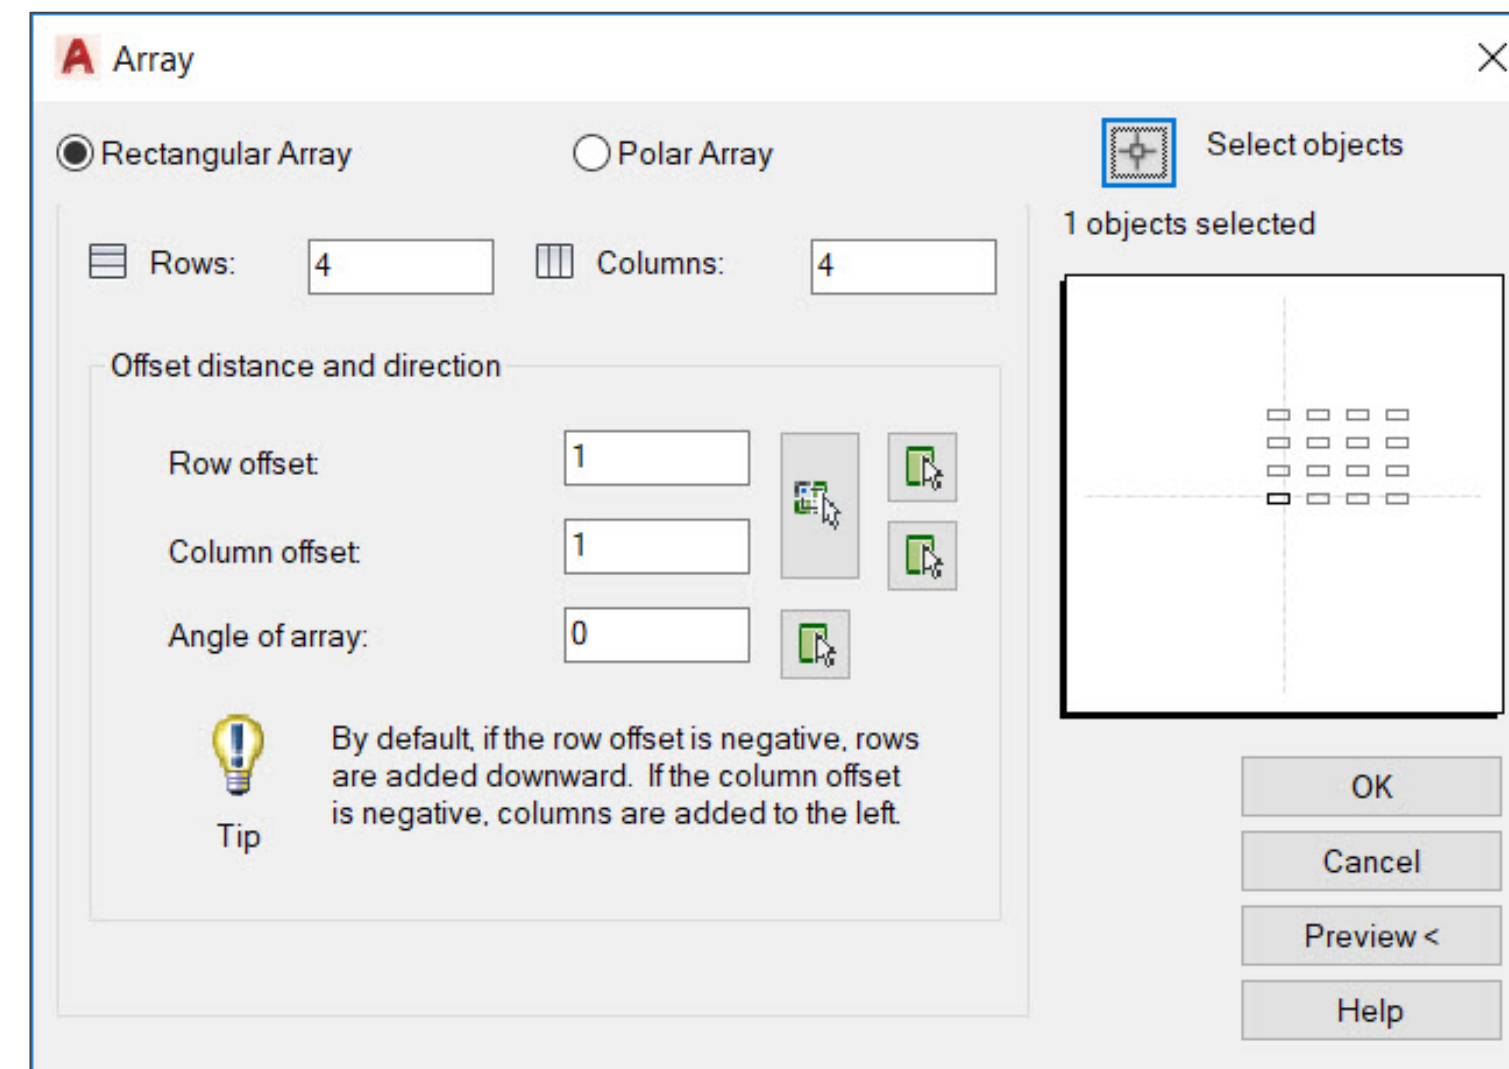 Array
Rectangular Array
Polar Array
Select objects
1 objects selected
Rows:
4
Columns:
4
Offset distance and direction
Row offset:
1
Column offset:
1
Angle of array:
0
Tip
By default, if the row offset is negative, rows
are added downward. If the column offset
is negative, columns are added to the left.
OK
Cancel
Preview <
Help